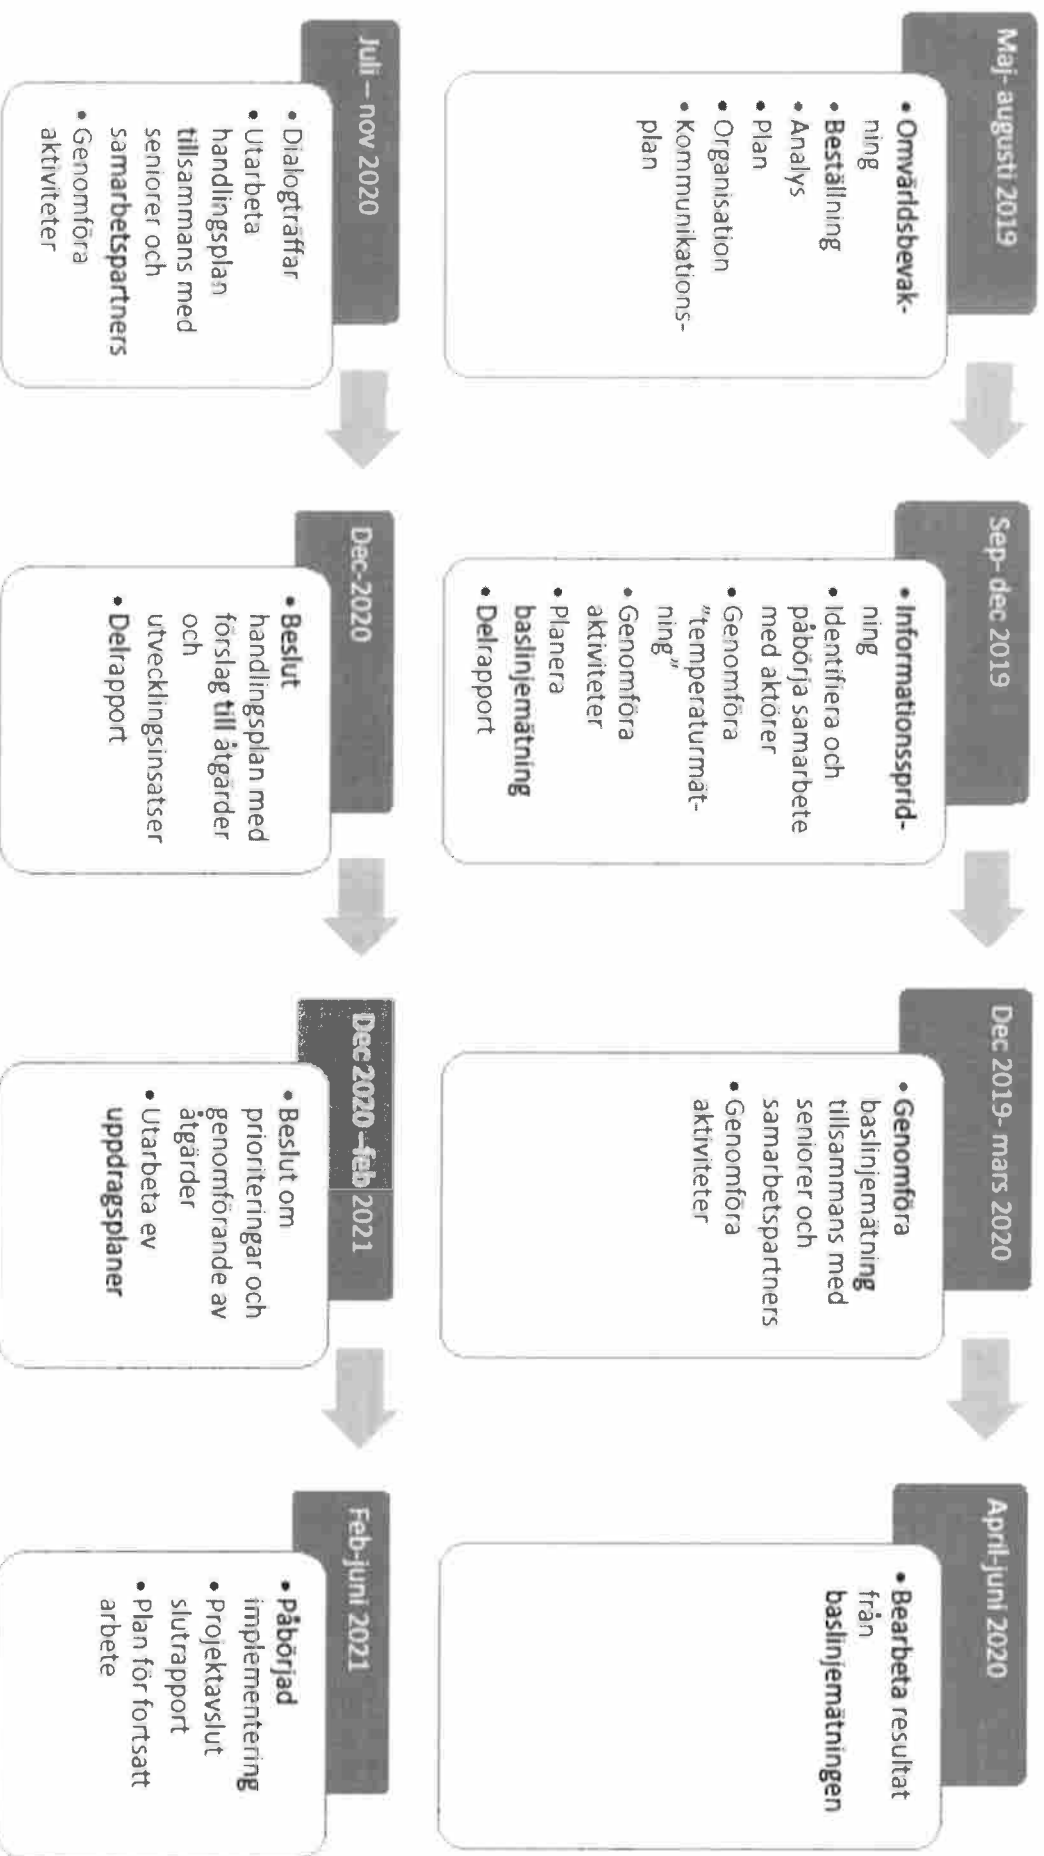 Maj- augusti 2019
• Omvärldsbevak-
ning
• Beställning
• Analys
• Plan
• Organisation
• Kommunikations-
plan
Sep- dec 2019
• Informationssprid-
ning
• Identifiera och
påbörja samarbete
med aktörer
• Genomföra
"temperaturmät-
ning"
• Genomföra
aktiviteter
• Planera
baslinjemätning
• Delrapport
Dec 2019- mars 2020
• Genomföra
baslinjemätning
tillsammans med
seniorer och
samarbetspartners
• Genomföra
aktiviteter
April-juni 2020
• Bearbeta resultat
från
baslinjemätningen
Juli – nov 2020
• Dialogträffar
• Utarbeta
handlingsplan
tillsammans med
seniorer och
samarbetspartners
• Genomföra
aktiviteter
Dec-2020
• Beslut
handlingsplan med
förslag till åtgärder
och
utvecklingsinsatser
• Delrapport
Dec 2020 –feb 2021
• Beslut om
prioriteringar och
genomförande av
åtgärder
• Utarbeta ev
uppdragsplaner
Feb-juni 2021
• Påbörjad
implementering
• Projektavslut
slutrapport
• Plan för fortsatt
arbete